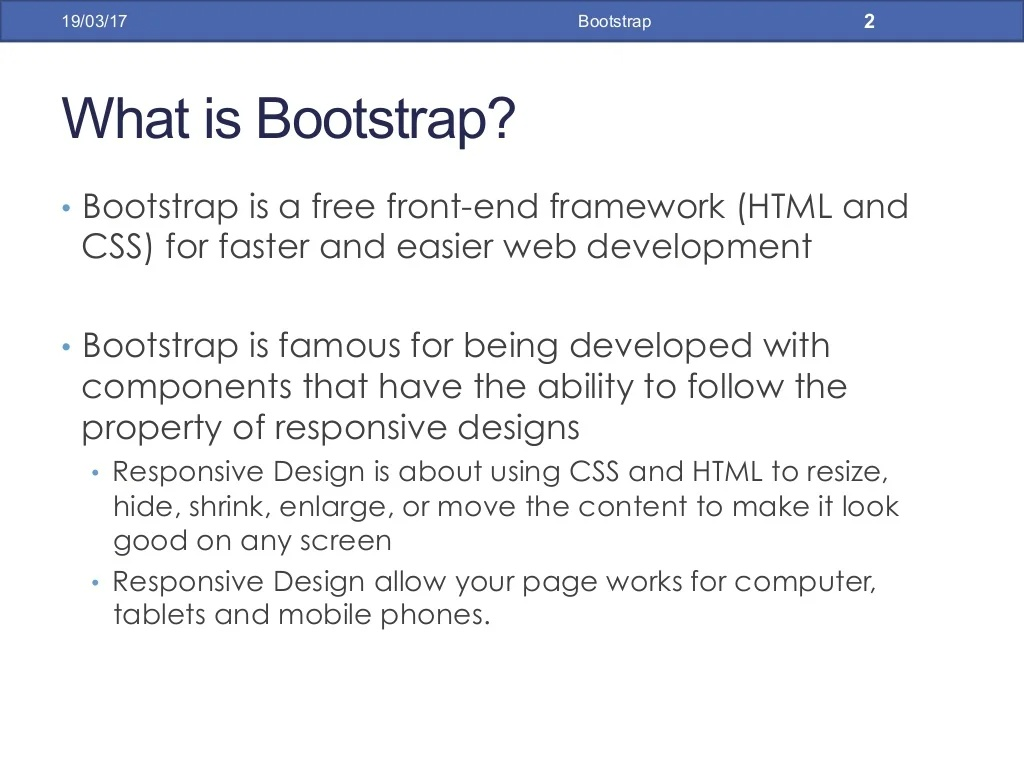 19/03/17 Bootstrap 2
What is Bootstrap?
• Bootstrap is a free front-end framework (HTML and
CSS) for faster and easier web development
• Bootstrap is famous for being developed with
components that have the ability to follow the
property of responsive designs
• Responsive Design is about using CSS and HTML to resize,
hide, shrink, enlarge, or move the content to make it look
good on any screen
• Responsive Design allow your page works for computer,
tablets and mobile phones.